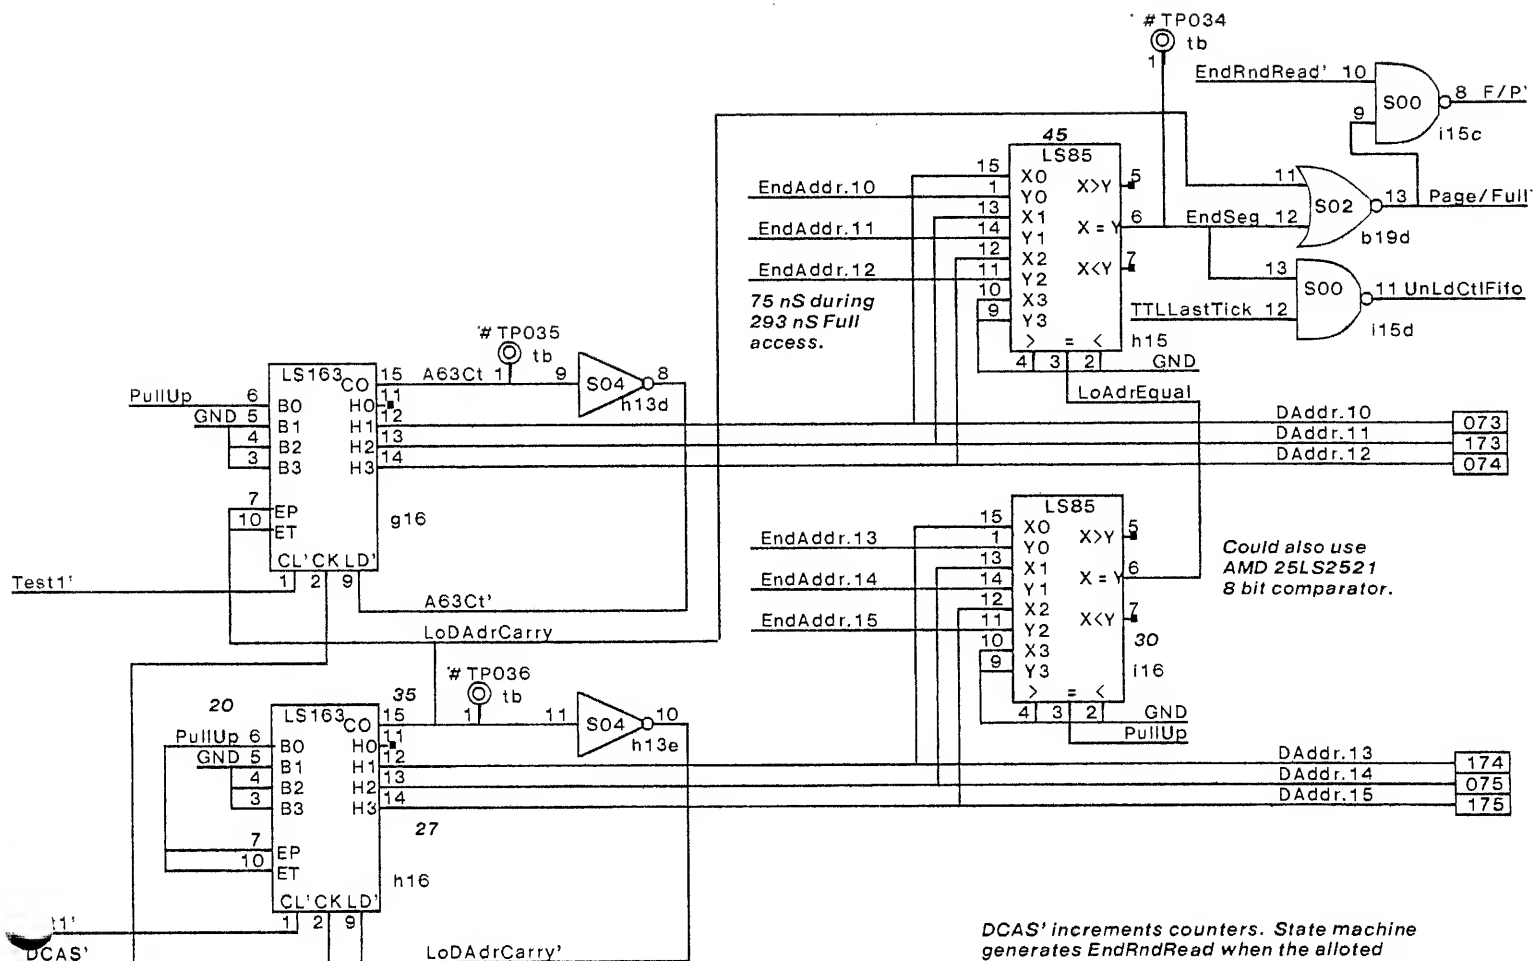 # TP034
tb
1
EndRndRead' 10
S00
8 F/P'
9
i15c
45
LS85
15 X0
EndAddr.10 1 Y0
13 X1
EndAddr.11 14 Y1
12 X2
EndAddr.12 11 Y2
10 X3
9 Y3
X>Y 5
X=Y 6
X<Y 7
> = <
4 3 2
h15
GND
LoAdrEqual
75 nS during
293 nS Full
access.
11
EndSeg 12
S02
13 Page/Full'
b19d
13
TTLLastTick 12
S00
11 UnLdCtlFifo
i15d
# TP035
tb
1
LS163
CO 15 A63Ct
9 S04 8
h13d
PullUp 6 B0
GND 5 B1
4 B2
3 B3
H0 11
H1 12
H2 13
H3 14
7 EP
10 ET
g16
CL' CK LD'
1 2 9
Test1'
A63Ct'
LoDAdrCarry
DAddr.10 073
DAddr.11 173
DAddr.12 074
LS85
15 X0
EndAddr.13 1 Y0
13 X1
EndAddr.14 14 Y1
12 X2
EndAddr.15 11 Y2
10 X3
9 Y3
X>Y 5
X=Y 6
X<Y 7
30
i16
> = <
4 3 2
GND
PullUp
Could also use
AMD 25LS2521
8 bit comparator.
# TP036
tb
1
20
35
LS163
CO 15
11 S04 10
h13e
PullUp 6 B0
GND 5 B1
4 B2
3 B3
H0 11
H1 12
H2 13
H3 14
27
7 EP
10 ET
h16
CL' CK LD'
1 2 9
DAddr.13 174
DAddr.14 075
DAddr.15 175
DCAS'
LoDAdrCarry'
DCAS' increments counters. State machine
generates EndRndRead when the alloted